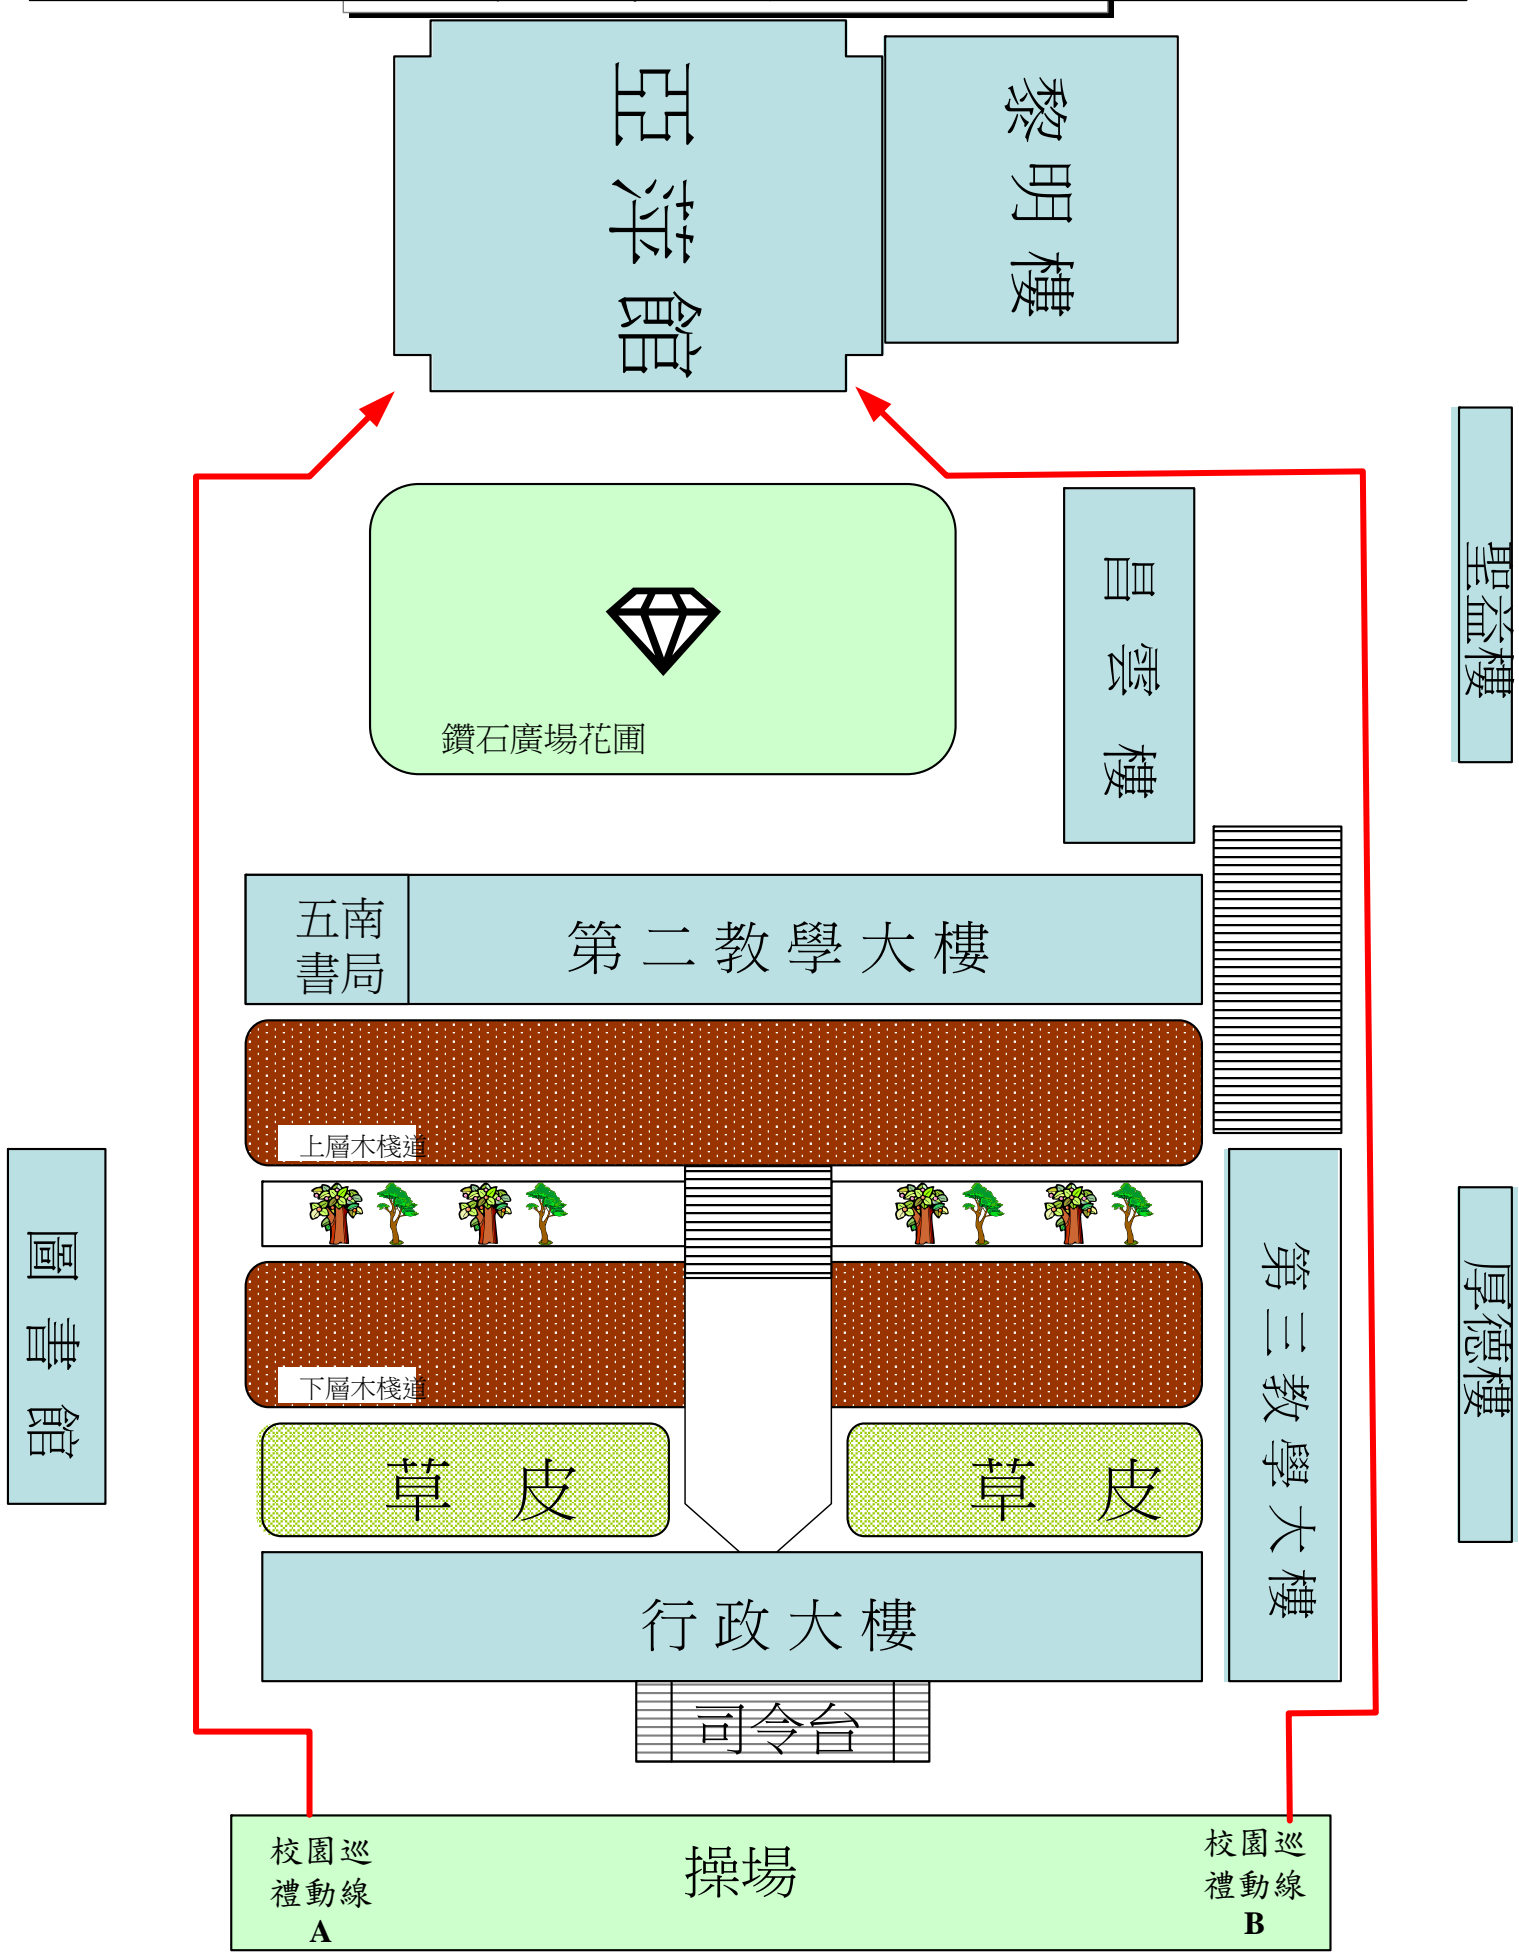 亞萍館
黎明樓
聖益樓
昌雲樓
鑽石廣場花圃
五南
書局
第二教學大樓
上層木棧道
圖書館
第三教學大樓
厚德樓
下層木棧道
草皮
草皮
行政大樓
司令台
校園巡
禮動線
A
操場
校園巡
禮動線
B